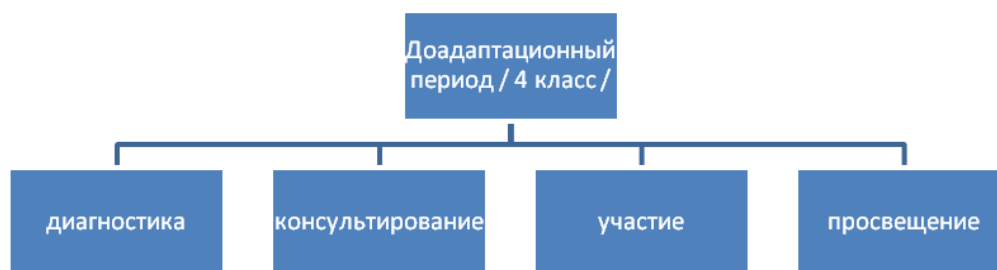 Доадаптационный
период / 4 класс /
диагностика
консультирование
участие
просвещение